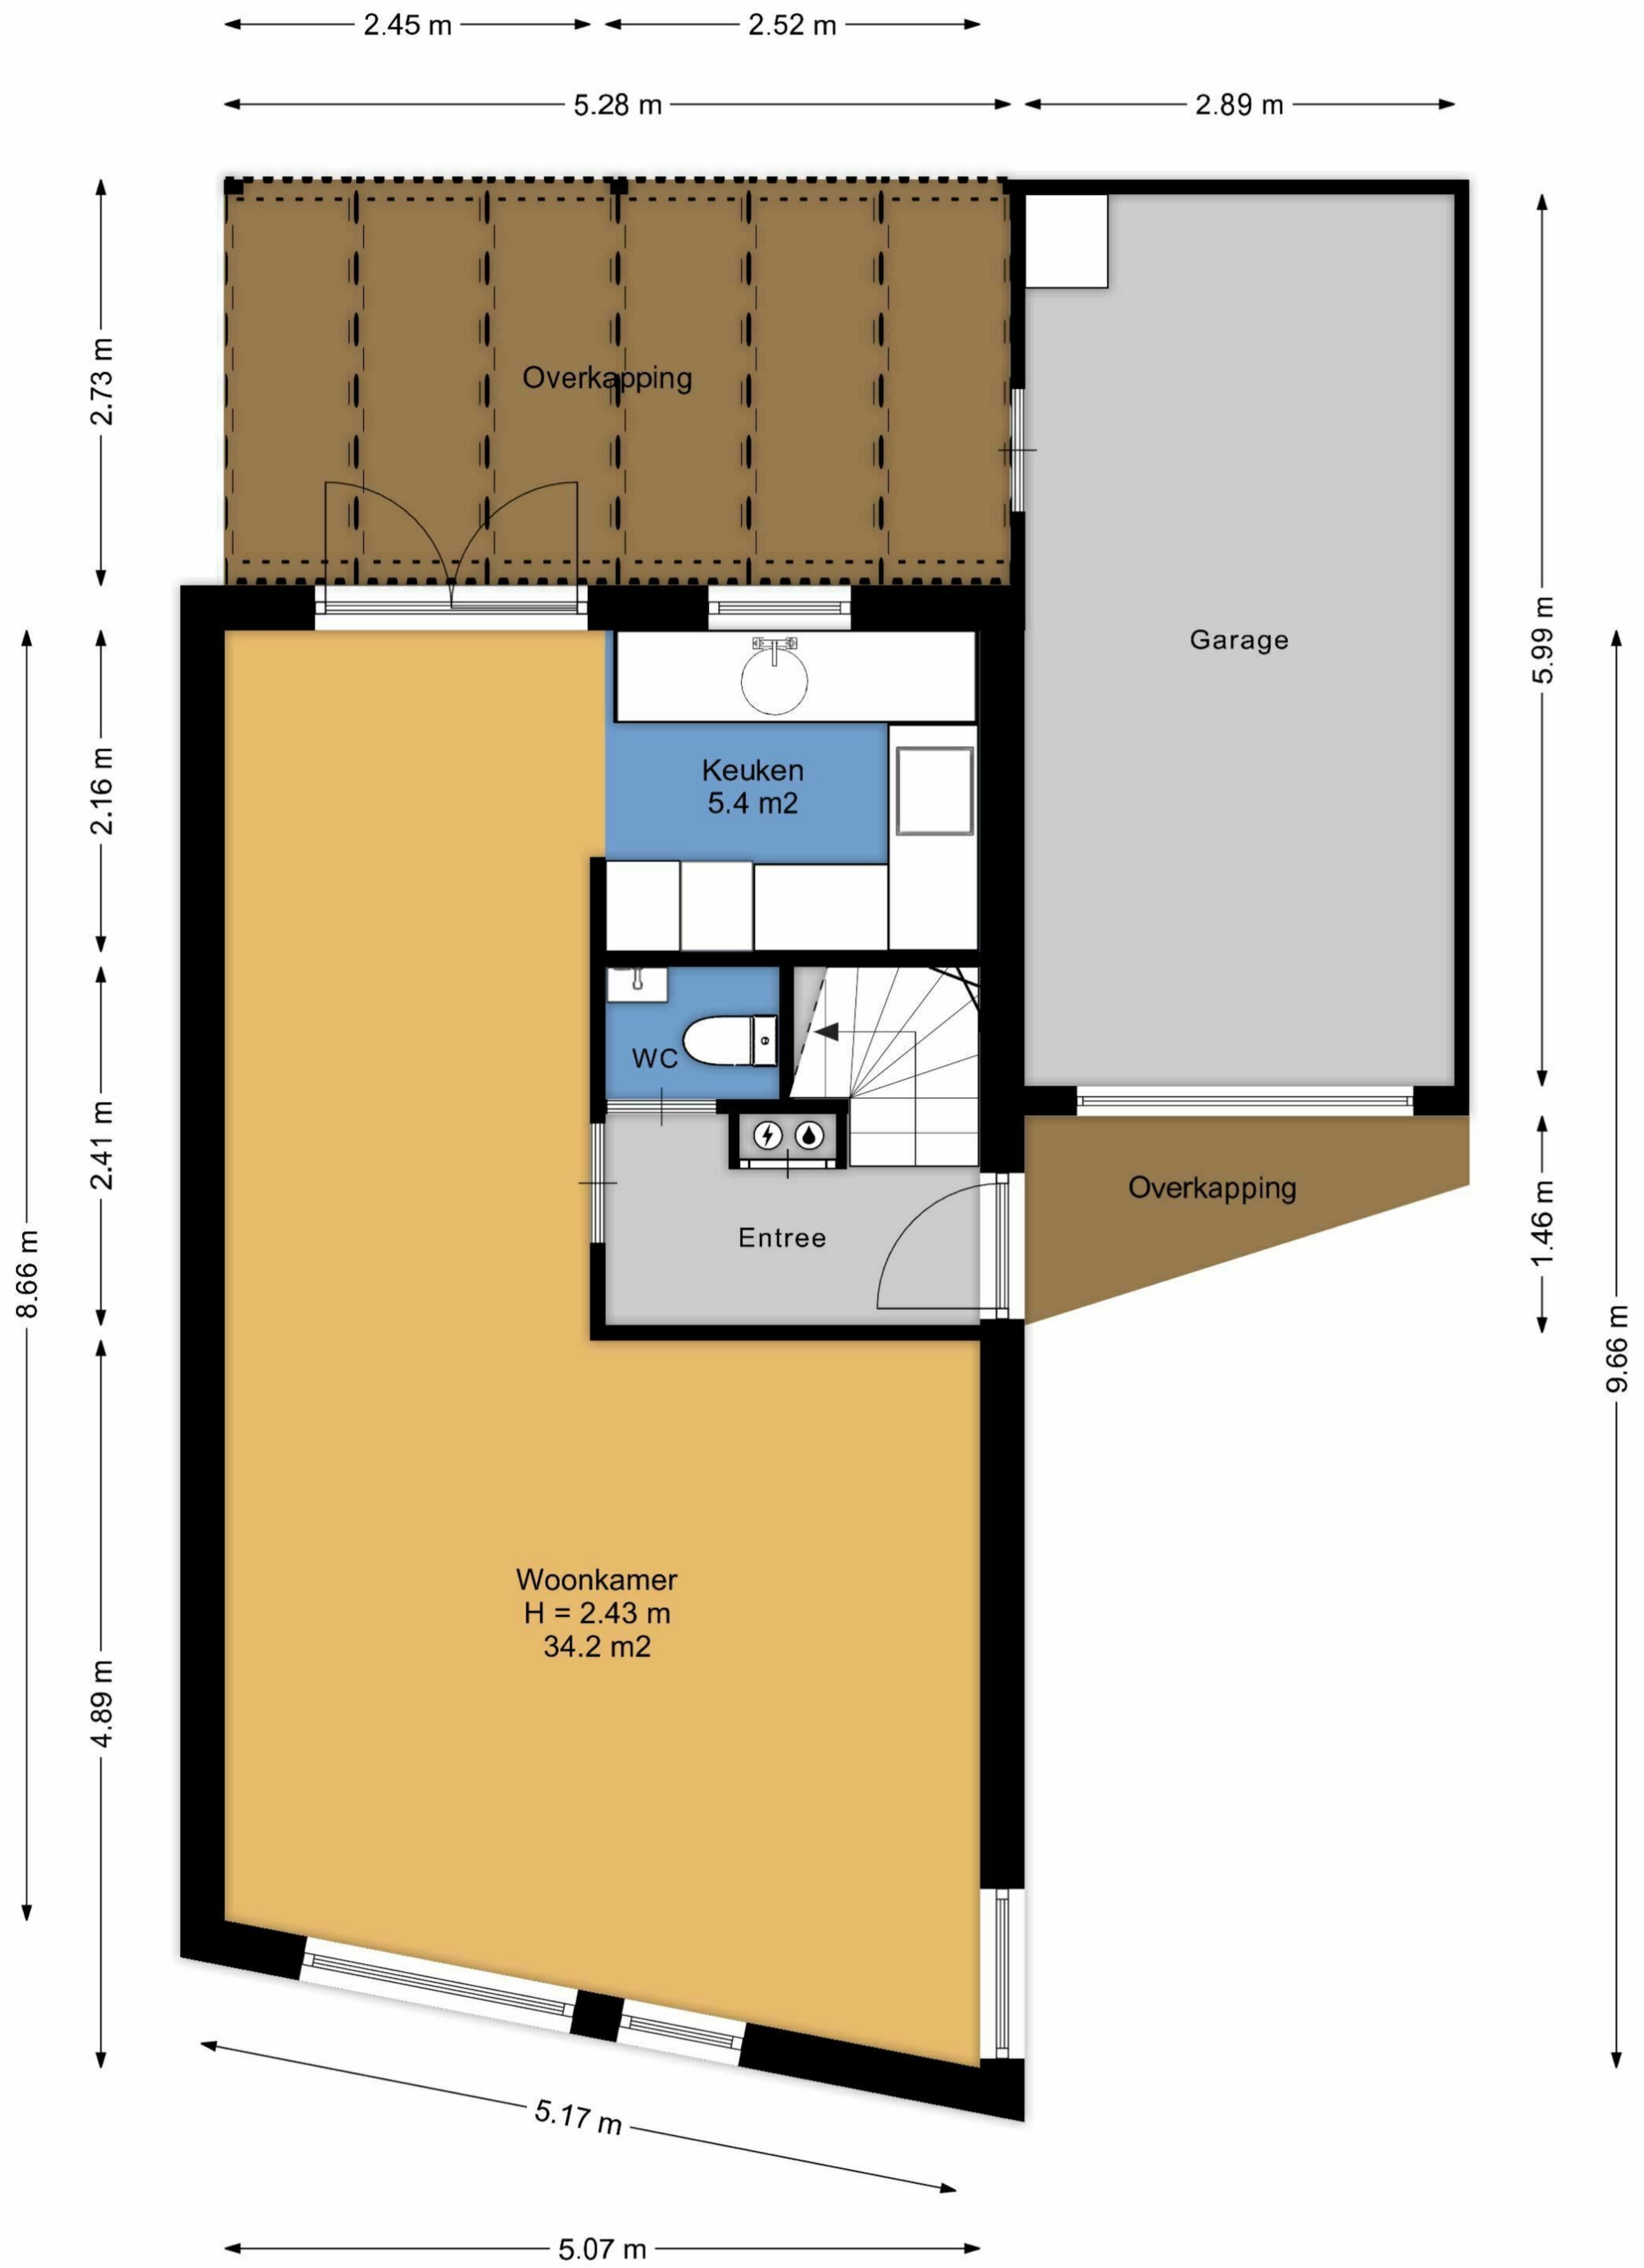 2.45 m
2.52 m
5.28 m
2.89 m
Overkapping
2.73 m
5.99 m
Garage
Keuken
5.4 m2
2.16 m
WC
2.41 m
Overkapping
1.46 m
Entree
8.66 m
9.66 m
Woonkamer
H = 2.43 m
34.2 m2
4.89 m
5.17 m
5.07 m